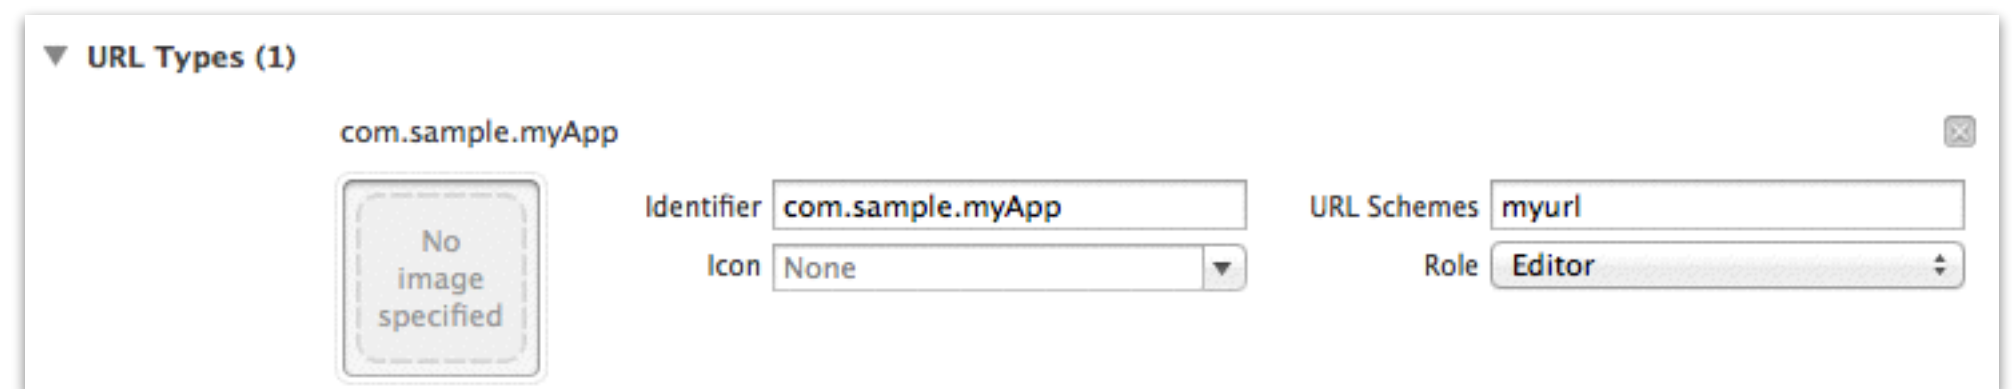 URL Types (1)
com.sample.myApp
No
image
specified
Identifier com.sample.myApp
URL Schemes myurl
Icon None
Role Editor